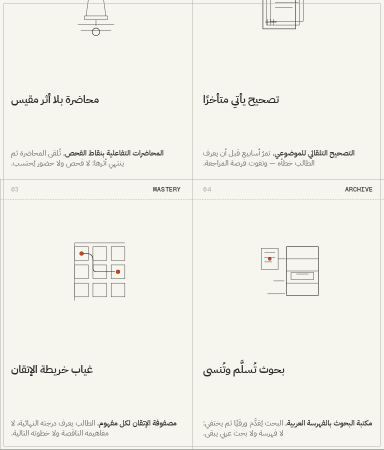 محاضرة بلا أثر مقيس
المحاضرات التفاعلية بنقاط الفحص. تُلقى المحاضرة ثم
ينتهي أثرها؛ لا فحص ولا حضور يُحتسب.
تصحيح يأتي متأخرًا
التصحيح التلقائي للموضوعي. تمرّ أسابيع قبل أن يعرف
الطالب خطأه — وتفوت فرصة المراجعة.
03
MASTERY
غياب خريطة الإتقان
مصفوفة الإتقان لكل مفهوم. الطالب يعرف درجته النهائية، لا
مفاهيمه الناقصة ولا خطوته التالية.
04
ARCHIVE
بحوث تُسلَّم وتُنسى
مكتبة البحوث بالفهرسة العربية. البحث يُقدَّم ورقيًا ثم يختفي؛
لا فهرسة ولا بحث عربي يبقى.